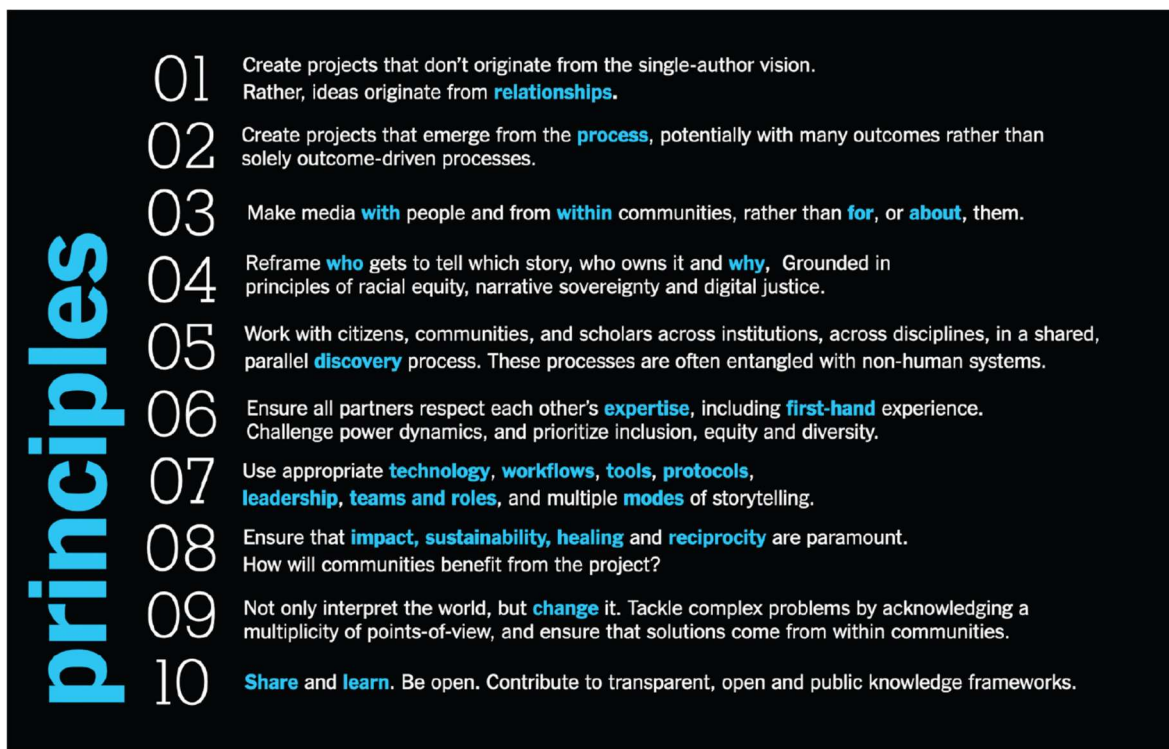 principles
01
Create projects that don't originate from the single-author vision.
Rather, ideas originate from relationships.
02
Create projects that emerge from the process, potentially with many outcomes rather than
solely outcome-driven processes.
03
Make media with people and from within communities, rather than for, or about, them.
04
Reframe who gets to tell which story, who owns it and why, Grounded in
principles of racial equity, narrative sovereignty and digital justice.
05
Work with citizens, communities, and scholars across institutions, across disciplines, in a shared,
parallel discovery process. These processes are often entangled with non-human systems.
06
Ensure all partners respect each other's expertise, including first-hand experience.
Challenge power dynamics, and prioritize inclusion, equity and diversity.
07
Use appropriate technology, workflows, tools, protocols,
leadership, teams and roles, and multiple modes of storytelling.
08
Ensure that impact, sustainability, healing and reciprocity are paramount.
How will communities benefit from the project?
09
Not only interpret the world, but change it. Tackle complex problems by acknowledging a
multiplicity of points-of-view, and ensure that solutions come from within communities.
10
Share and learn. Be open. Contribute to transparent, open and public knowledge frameworks.